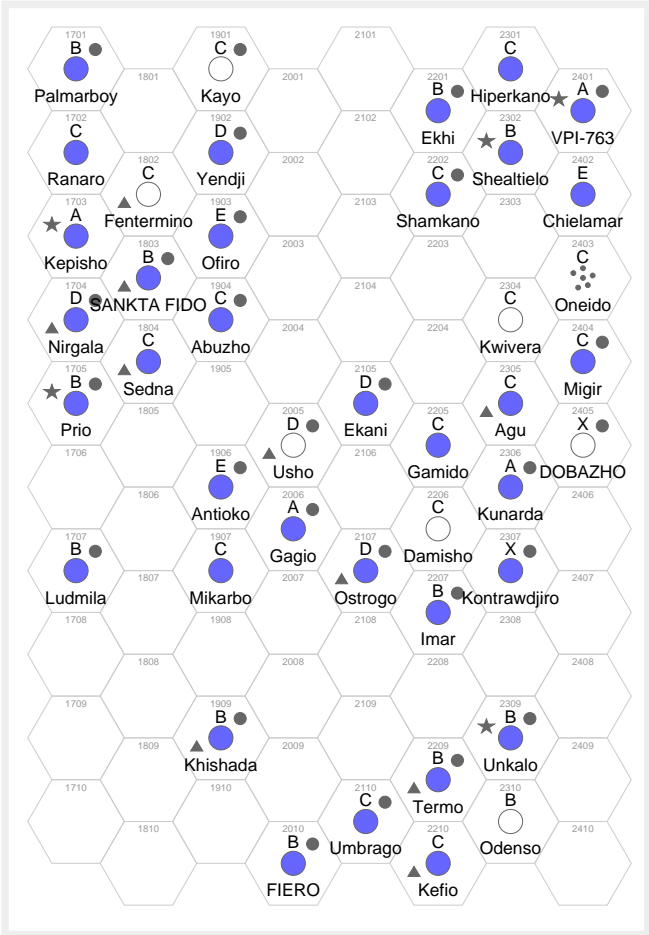 1701 1901 2101 2301
B C C
1801 2001 2201 2401
B A
Palmarboy Kayo Hiperkano
1702 1902 2102 2302
C D B
Ekhi VPI-763
1802 2002 2202 2402
C C E
Ranaro Yendji Shealtielo
1703 1903 2103 2303
A E
Fentermino Shamkano Chielamar
1803 2003 2203 2403
B C
Kepisho Ofiro
1704 1904 2104 2304
D C C
SANKTA FIDO Oneido
1804 2004 2204 2404
C C
Nirgala Abuzho Kwivera
1705 1905 2105 2305
B D C
Sedna Migir
1805 2005 2205 2405
D C X
Prio Ekani Agu
1706 1906 2106 2306
E A
Usho Gamido DOBAZHO
1806 2006 2206 2406
A C
Antioko Kunarda
1707 1907 2107 2307
B C D X
Gagio Damisho
1807 2007 2207 2407
B
Ludmila Mikarbo Ostrogo Kontrawdjiro
1708 1908 2108 2308
Imar
1808 2008 2208 2408
1709 1909 2109 2309
B B
1809 2009 2209 2409
B
Khishada Unkalo
1710 1910 2110 2310
C B
Termo
1810 2010 2210 2410
B C
Umbrago Odenso
FIERO Kefio